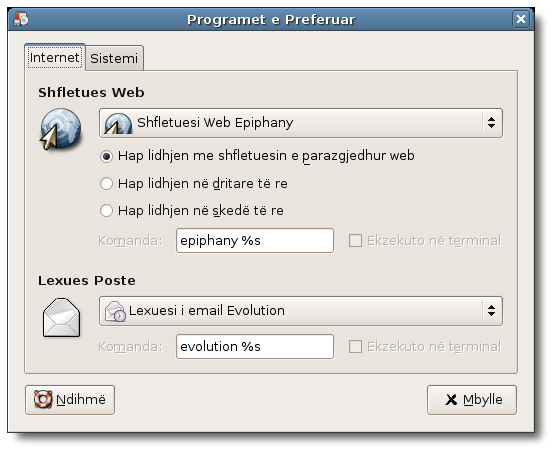 Programet e Preferuar
Internet
Sistemi
Shfletues Web
Shfletuesi Web Epiphany
Hap lidhjen me shfletuesin e parazgjedhur web
Hap lidhjen në dritare të re
Hap lidhjen në skedë të re
Komanda: epiphany %s Ekzekuto në terminal
Lexues Poste
Lexuesi i email Evolution
Komanda: evolution %s Ekzekuto në terminal
Ndihmë
Mbylle